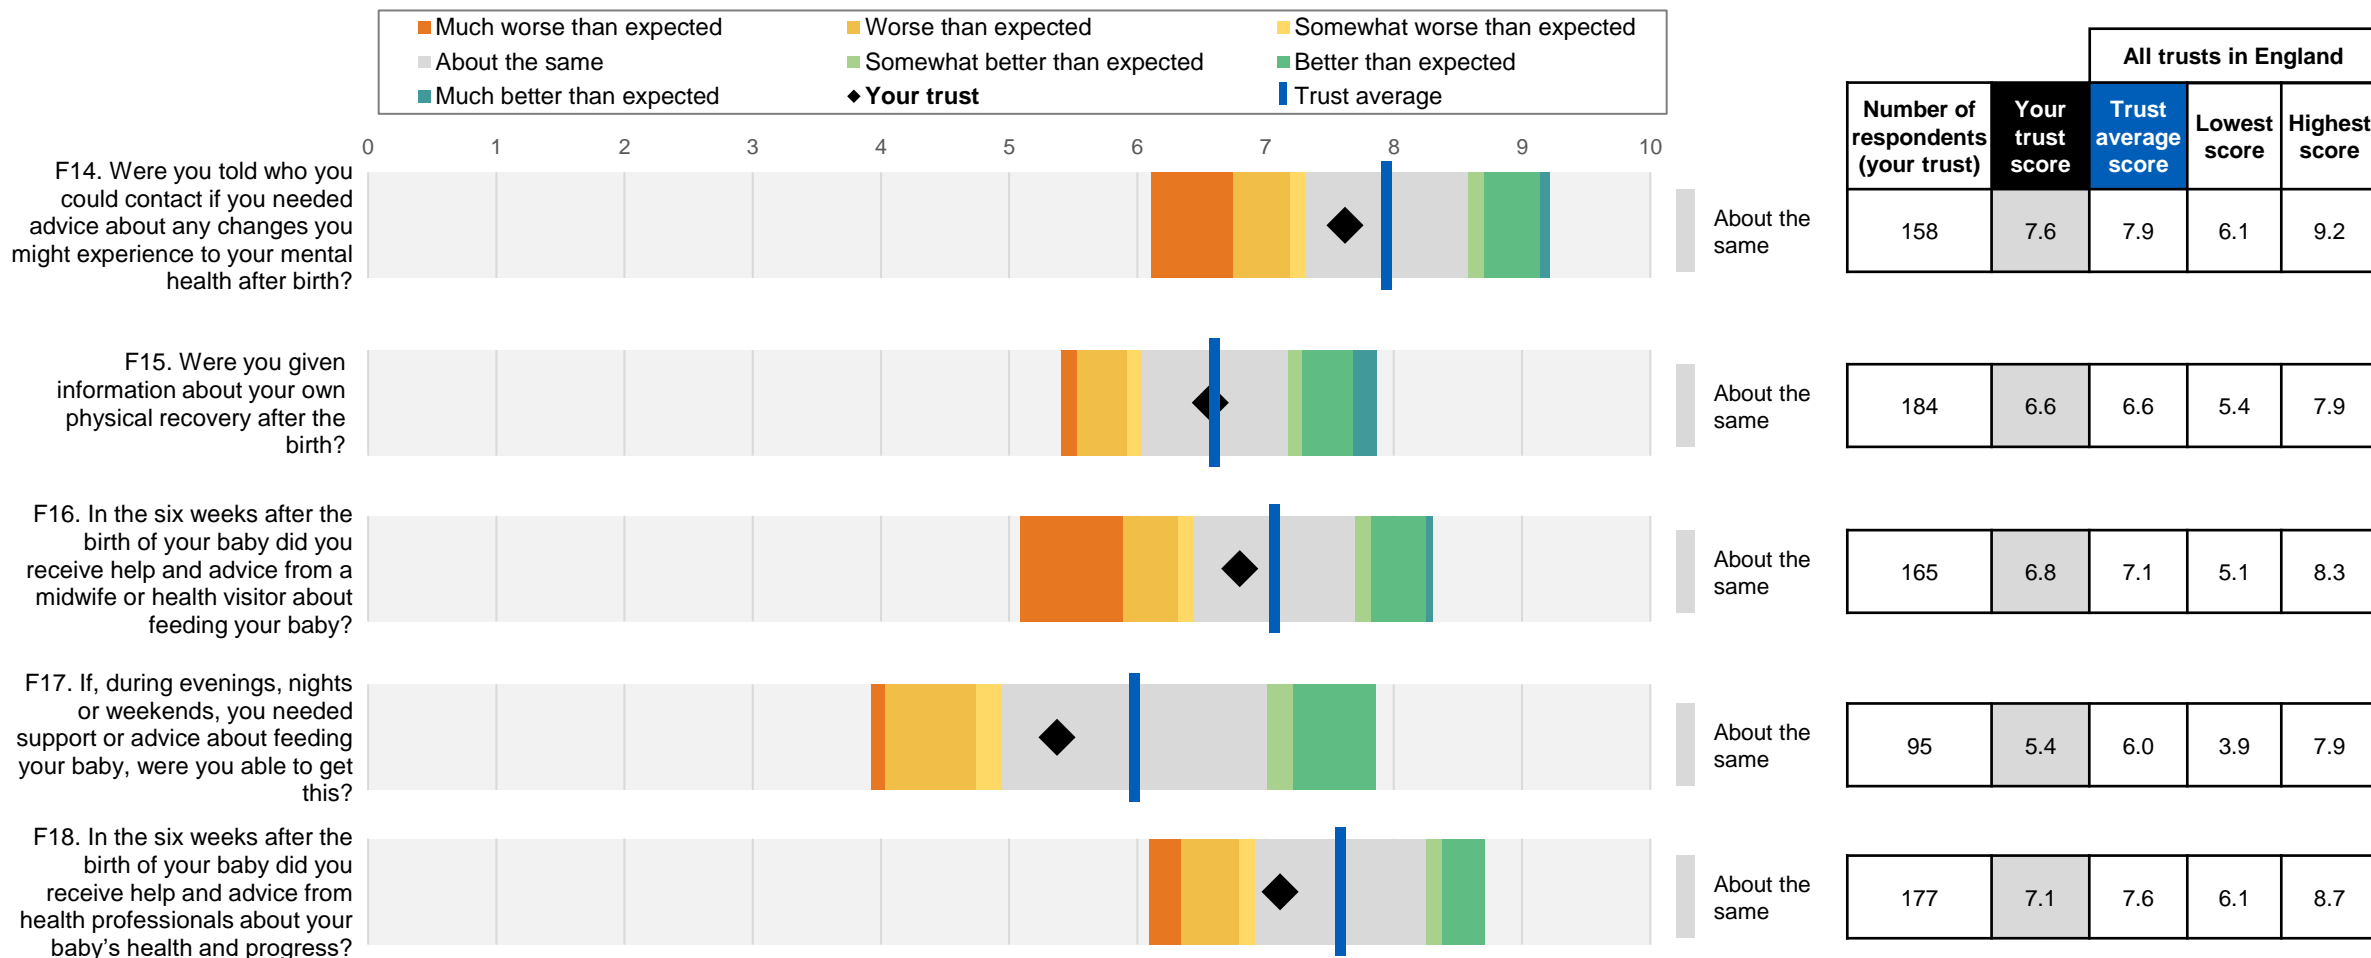 Much worse than expected
Worse than expected
Somewhat worse than expected
About the same
Somewhat better than expected
Better than expected
Much better than expected
Your trust
Trust average
All trusts in England
Number of
respondents
(your trust)
Your
trust
score
Trust
average
score
Lowest
score
Highest
score
0 1 2 3 4 5 6 7 8 9 10
F14. Were you told who you
could contact if you needed
advice about any changes you
might experience to your mental
health after birth?
About the
same
158 7.6 7.9 6.1 9.2
F15. Were you given
information about your own
physical recovery after the
birth?
About the
same
184 6.6 6.6 5.4 7.9
F16. In the six weeks after the
birth of your baby did you
receive help and advice from a
midwife or health visitor about
feeding your baby?
About the
same
165 6.8 7.1 5.1 8.3
F17. If, during evenings, nights
or weekends, you needed
support or advice about feeding
your baby, were you able to get
this?
About the
same
95 5.4 6.0 3.9 7.9
F18. In the six weeks after the
birth of your baby did you
receive help and advice from
health professionals about your
baby’s health and progress?
About the
same
177 7.1 7.6 6.1 8.7